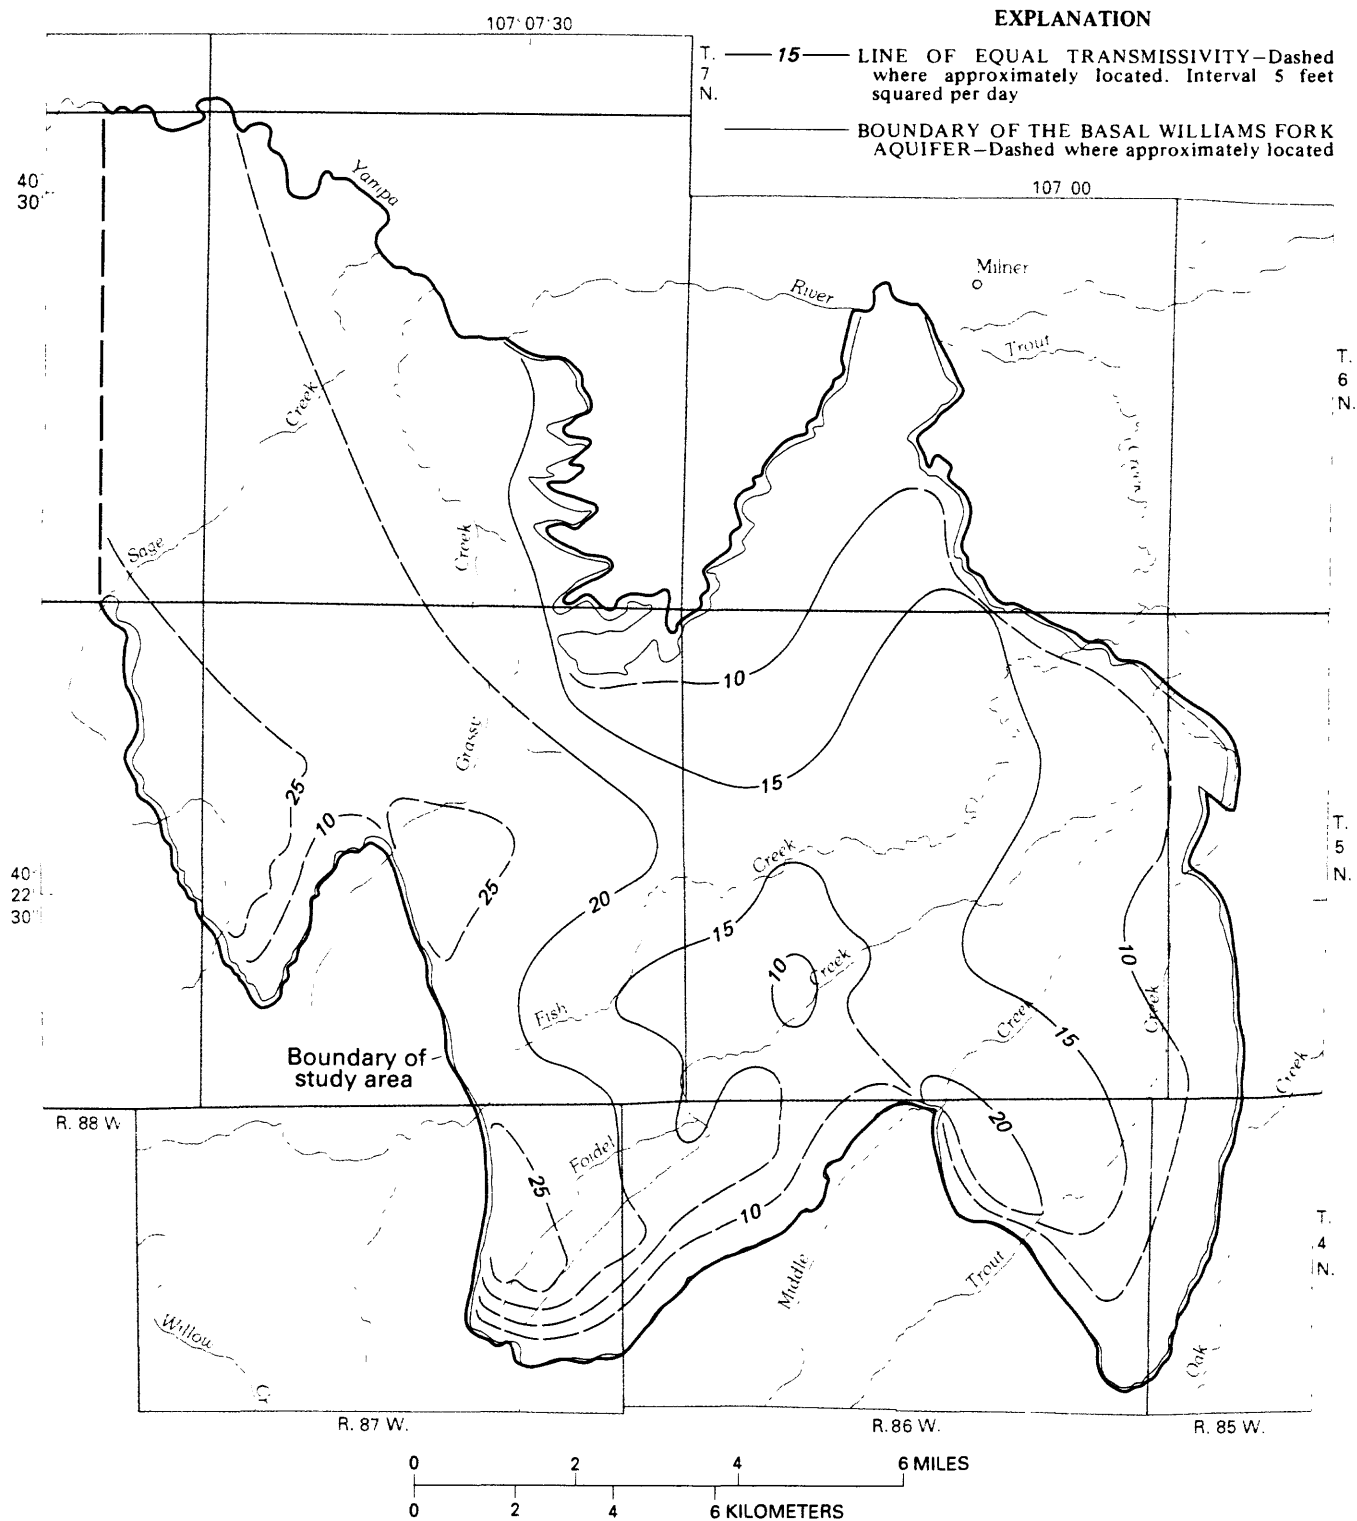 107°07'30
EXPLANATION
T.
7
N.
15
LINE OF EQUAL TRANSMISSIVITY—Dashed
where approximately located. Interval 5 feet
squared per day
BOUNDARY OF THE BASAL WILLIAMS FORK
AQUIFER—Dashed where approximately located
40
30'
Yampa
107 00
Milner
River
Trout
T.
6
N.
Creek
Creek
Sage
Creek
10
Grassy
15
25
10
T.
5
N.
40
22
30"
Creek
25
20
15
10
Creek
10
Fish
Creek
Creek
15
Boundary of
study area
Creek
R. 88 W
20
Foidel
25
10
T.
4
N.
Middle
Trout
Willow
Cr
Oak
R. 87 W.
R. 86 W.
R. 85 W.
0 2 4 6 MILES
0 2 4 6 KILOMETERS